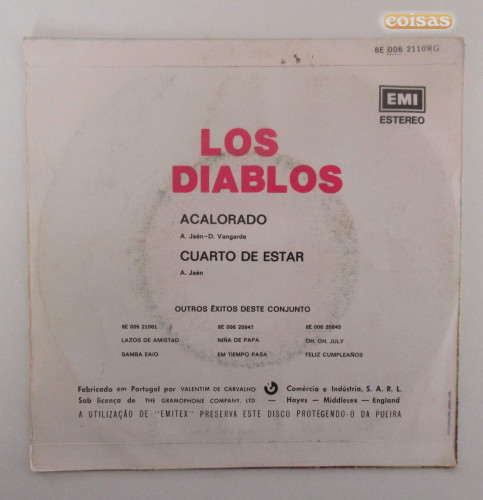 coisas
8E 006 21109 G
EMI
ESTEREO
LOS
DIABLOS
ACALORADO
A. Jaén-D. Vangarde
CUARTO DE ESTAR
A. Jaén
OUTROS ÊXITOS DESTE CONJUNTO
8E 006 21061 8E 006 20947 8E 006 20845
LAZOS DE AMISTAD NIÑA DE PAPA OH, OH, JULY
SAMBA EAIO EM TIEMPO PASA FELIZ CUMPLEAÑOS
Fabricado em Portugal por VALENTIM DE CARVALHO Comércio e Indústria, S. A. R. L.
Sob licença de THE GRAMOPHONE COMPANY, LTD — Hayes — Middlesex — England
A UTILIZAÇÃO DE "EMITEX" PRESERVA ESTE DISCO PROTEGENDO-O DA POEIRA